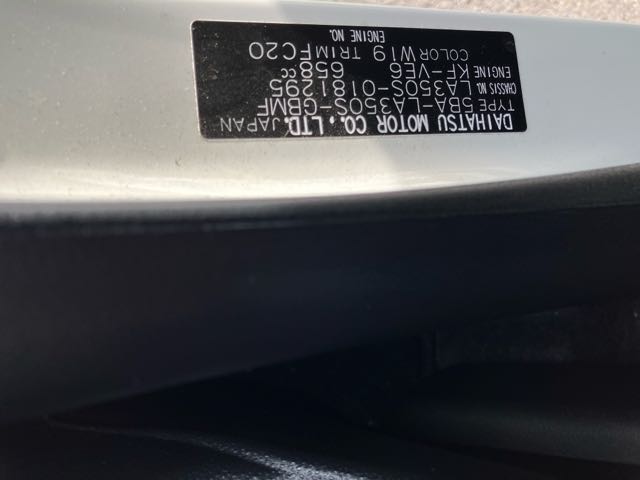 DAIHATSU MOTOR CO., LTD. JAPAN
TYPE 5BA-LA350S-GBMF
CHASSIS NO. LA350S-0181295
ENGINE KF-VE6 658cc
COLOR W19 TRIM FC20
ENGINE NO.